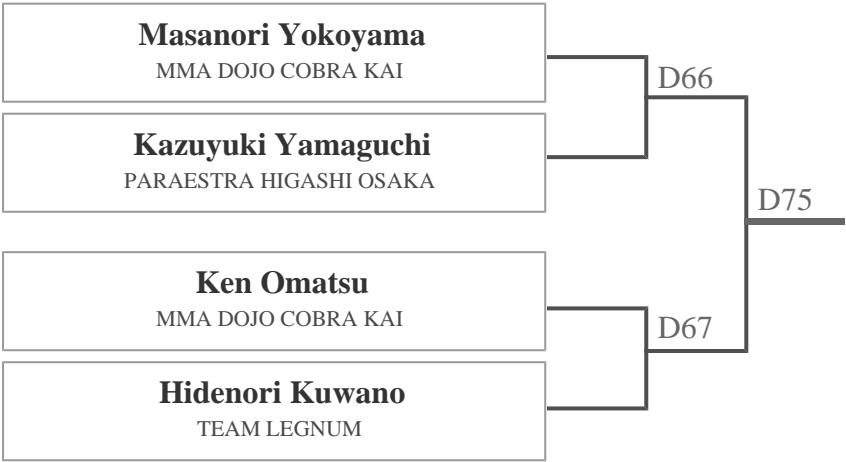 Masanori Yokoyama
MMA DOJO COBRA KAI
D66
Kazuyuki Yamaguchi
PARAESTRA HIGASHI OSAKA
D75
Ken Omatsu
MMA DOJO COBRA KAI
D67
Hidenori Kuwano
TEAM LEGNUM